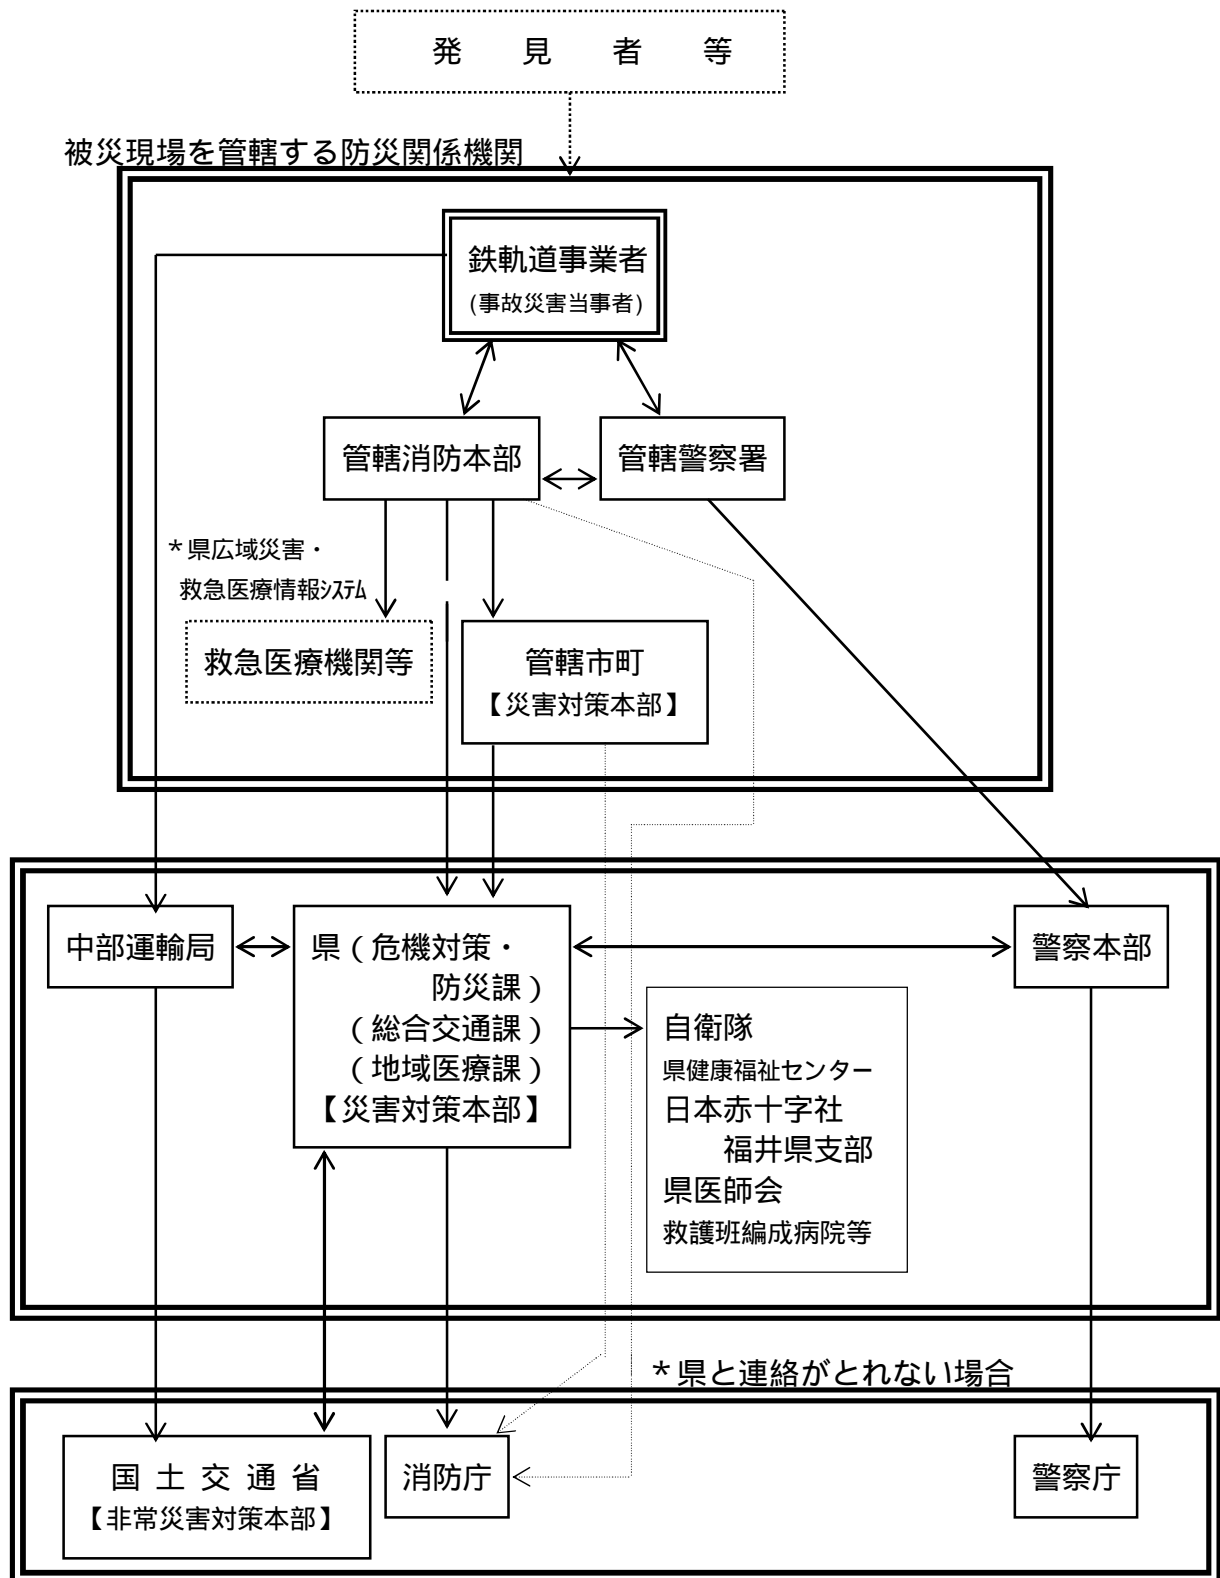 発見者等
被災現場を管轄する防災関係機関
鉄軌道事業者
(事故災害当事者)
管轄消防本部
管轄警察署
*県広域災害・
救急医療情報ｼｽﾃﾑ
救急医療機関等
管轄市町
【災害対策本部】
中部運輸局
県(危機対策・
防災課)
(総合交通課)
(地域医療課)
【災害対策本部】
警察本部
自衛隊
県健康福祉センター
日本赤十字社
福井県支部
県医師会
救護班編成病院等
*県と連絡がとれない場合
国土交通省
【非常災害対策本部】
消防庁
警察庁